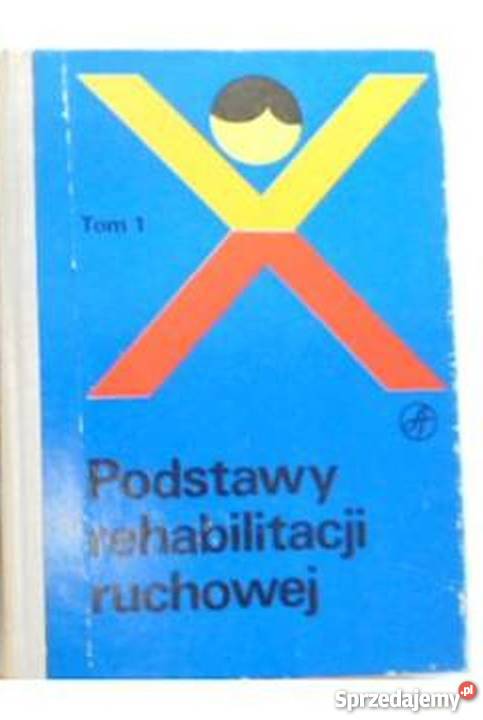 Tom 1
Podstawy
rehabilitacji
ruchowej
Sprzedajemy.pl